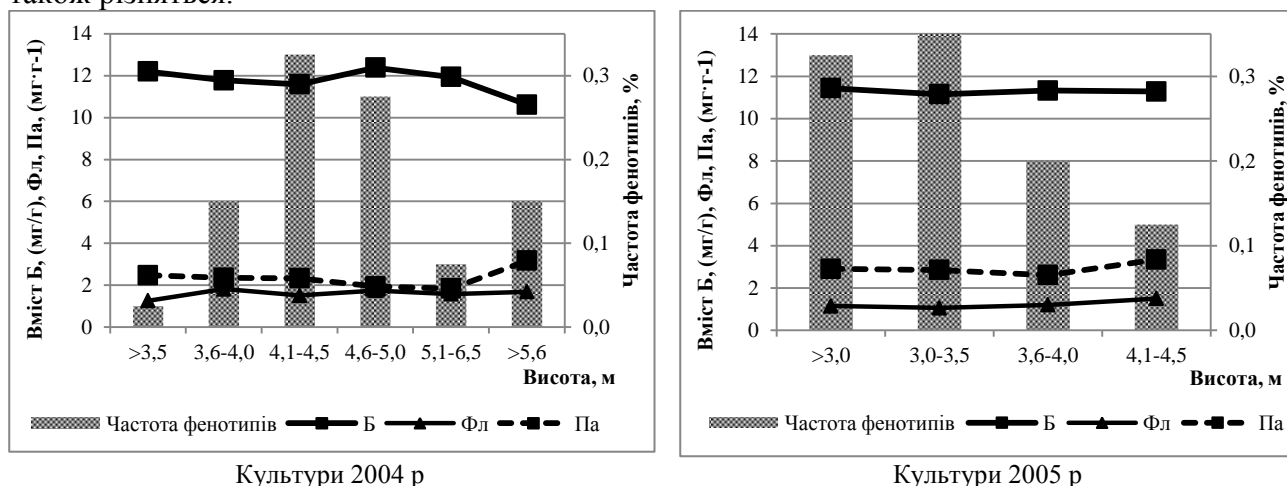 також різняться.
14
12
10
8
6
4
2
0
0,3
0,2
0,1
0,0
Вміст Б, (мг/г), Фл, Па, (мг·г-1)
Частота фенотипів, %
>3,5 3,6-4,0 4,1-4,5 4,6-5,0 5,1-6,5 >5,6
Висота, м
Частота фенотипів Б Фл Па
Культури 2004 р
14
12
10
8
6
4
2
0
0,3
0,2
0,1
0,0
Вміст Б, (мг/г), Фл, Па, (мг·г-1)
Частота фенотипів, %
>3,0 3,0-3,5 3,6-4,0 4,1-4,5
Висота, м
Частота фенотипів Б Фл Па
Культури 2005 р